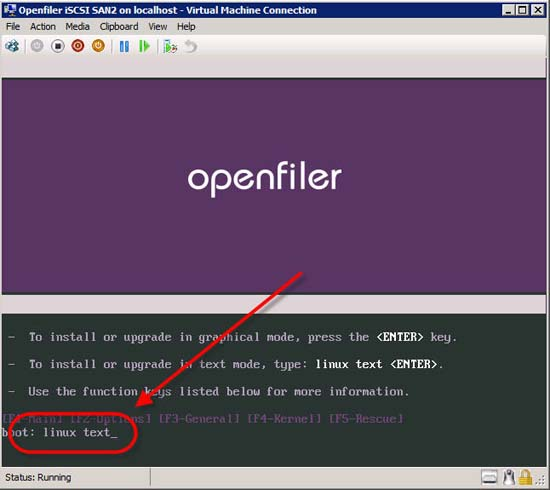 Openfiler iSCSI SAN2 on localhost - Virtual Machine Connection
File Action Media Clipboard View Help
openfiler
- To install or upgrade in graphical mode, press the <ENTER> key.
- To install or upgrade in text mode, type: linux text <ENTER>.
- Use the function keys listed below for more information.
[F1-Main] [F2-Options] [F3-General] [F4-Kernel] [F5-Rescue]
boot: linux text_
Status: Running